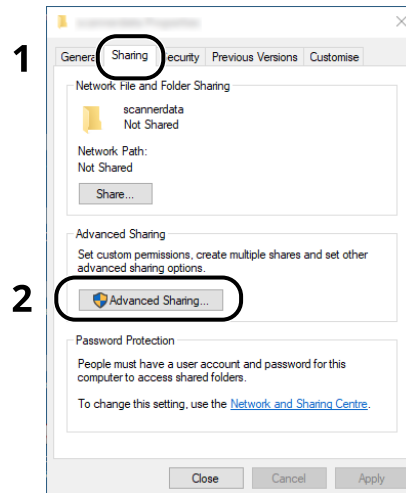 1
General Sharing Security Previous Versions Customise
Network File and Folder Sharing
scannerdata
Not Shared
Network Path:
Not Shared
Share...
Advanced Sharing
Set custom permissions, create multiple shares and set other
advanced sharing options.
2
Advanced Sharing...
Password Protection
People must have a user account and password for this
computer to access shared folders.
To change this setting, use the Network and Sharing Centre.
Close Cancel Apply